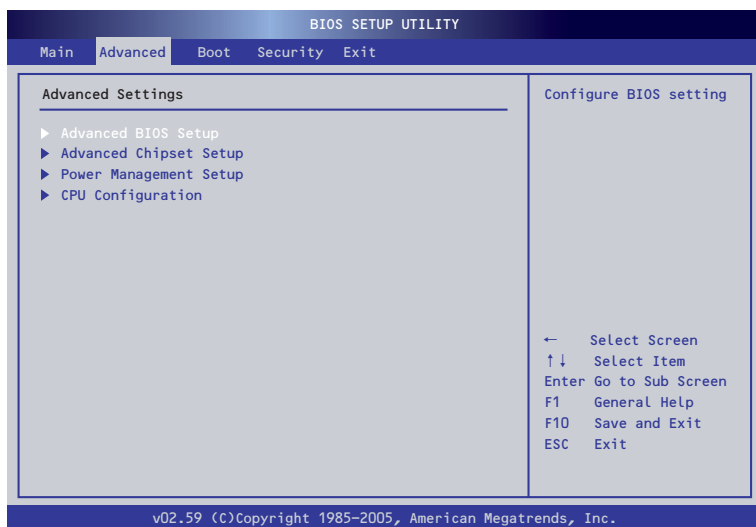 BIOS SETUP UTILITY
Main Advanced Boot Security Exit
Advanced Settings
▶ Advanced BIOS Setup
▶ Advanced Chipset Setup
▶ Power Management Setup
▶ CPU Configuration
Configure BIOS setting
← Select Screen
↑↓ Select Item
Enter Go to Sub Screen
F1 General Help
F10 Save and Exit
ESC Exit
v02.59 (C)Copyright 1985-2005, American Megatrends, Inc.